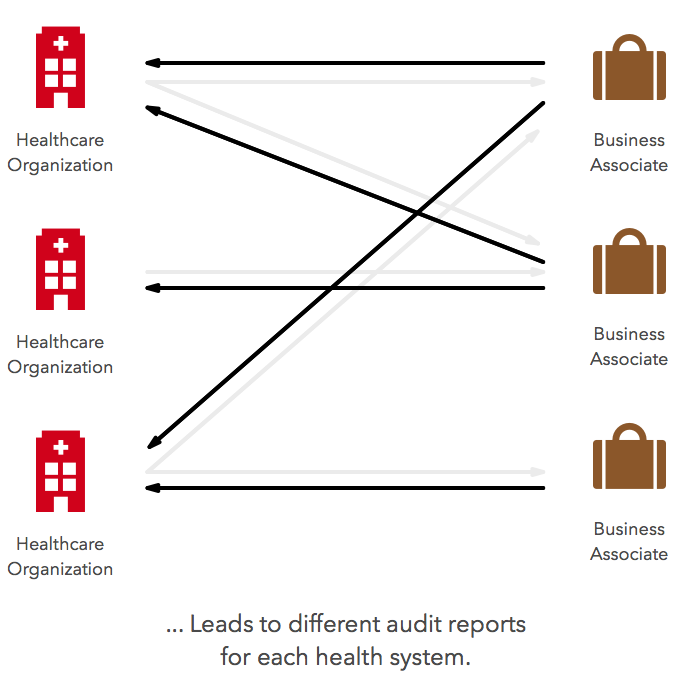 Healthcare
Organization
Business
Associate
Healthcare
Organization
Business
Associate
Healthcare
Organization
Business
Associate
... Leads to different audit reports
for each health system.